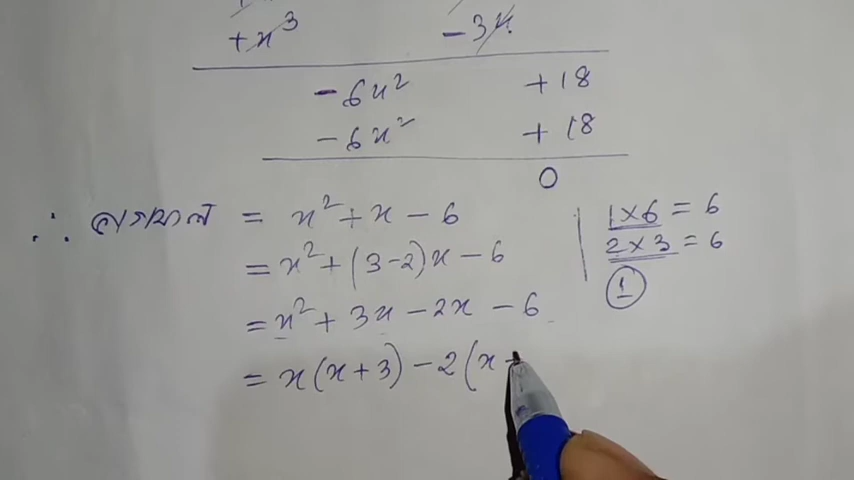 +x³ -3x
-6x² +18
-6x² +18
0
∴ ভাগফল = x² + x - 6
= x² + (3-2)x - 6
= x² + 3x - 2x - 6
= x(x+3) - 2(x-
1×6 = 6
2×3 = 6
1